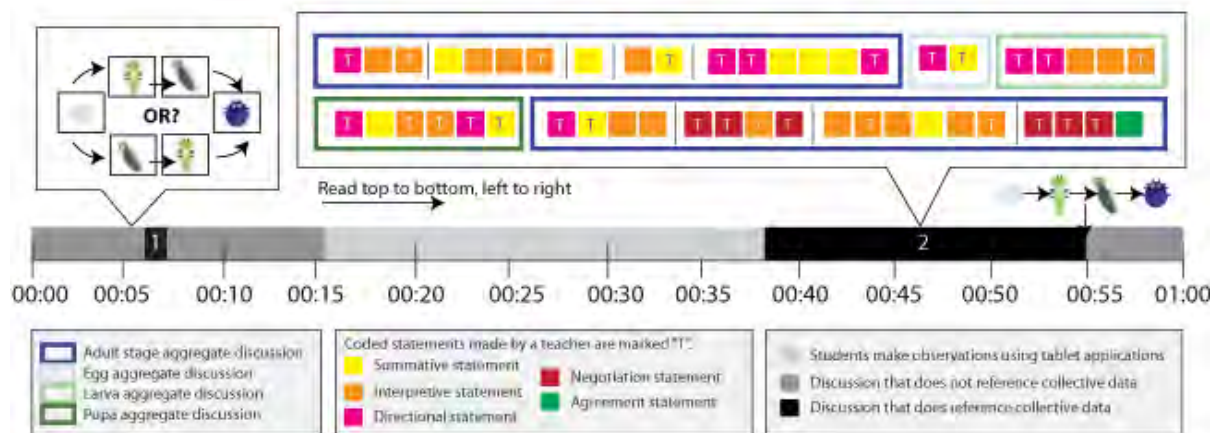 T T T T T T T T T T T T
OR?
T T T T T T T T T T T T T T T T
Read top to bottom, left to right
1
2
00:00 00:05 00:10 00:15 00:20 00:25 00:30 00:35 00:40 00:45 00:50 00:55 01:00
Adult stage aggregate discussion
Egg aggregate discussion
Larva aggregate discussion
Pupa aggregate discussion
Coded statements made by a teacher are marked "T".
Summative statement
Interpretive statement
Directional statement
Negotiation statement
Agreement statement
Students make observations using tablet applications
Discussion that does not reference collective data
Discussion that does reference collective data